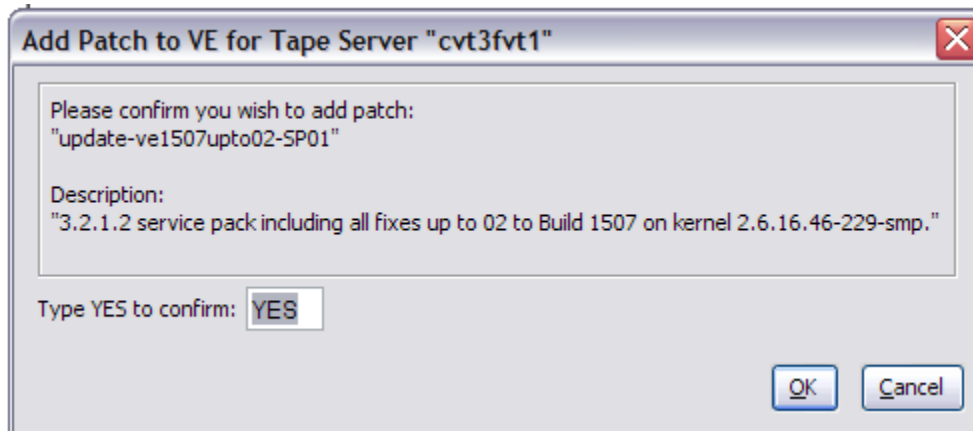 Add Patch to VE for Tape Server "cvt3fvt1"
Please confirm you wish to add patch:
"update-ve1507upto02-SP01"
Description:
"3.2.1.2 service pack including all fixes up to 02 to Build 1507 on kernel 2.6.16.46-229-smp."
Type YES to confirm: YES
OK Cancel